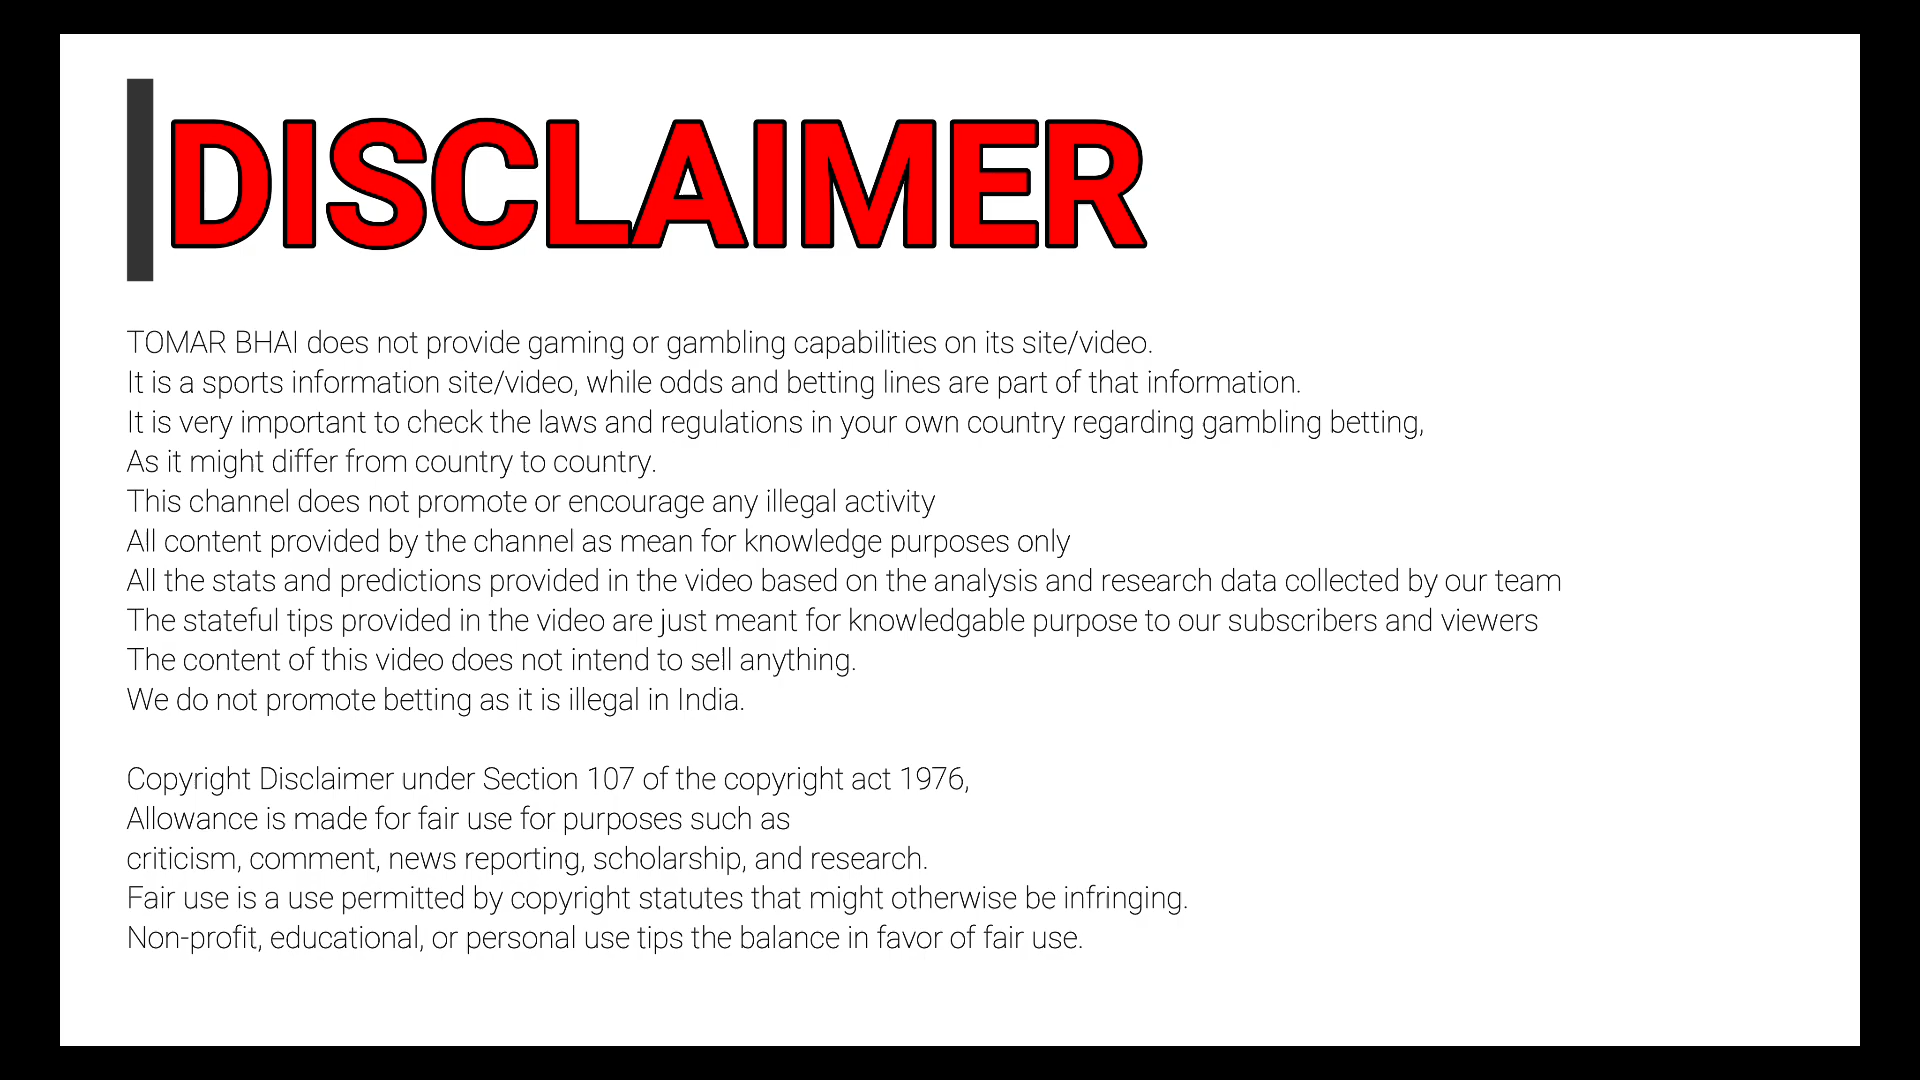 DISCLAIMER
TOMAR BHAI does not provide gaming or gambling capabilities on its site/video.
It is a sports information site/video, while odds and betting lines are part of that information.
It is very important to check the laws and regulations in your own country regarding gambling betting,
As it might differ from country to country.
This channel does not promote or encourage any illegal activity
All content provided by the channel as mean for knowledge purposes only
All the stats and predictions provided in the video based on the analysis and research data collected by our team
The stateful tips provided in the video are just meant for knowledgable purpose to our subscribers and viewers
The content of this video does not intend to sell anything.
We do not promote betting as it is illegal in India.
Copyright Disclaimer under Section 107 of the copyright act 1976,
Allowance is made for fair use for purposes such as
criticism, comment, news reporting, scholarship, and research.
Fair use is a use permitted by copyright statutes that might otherwise be infringing.
Non-profit, educational, or personal use tips the balance in favor of fair use.